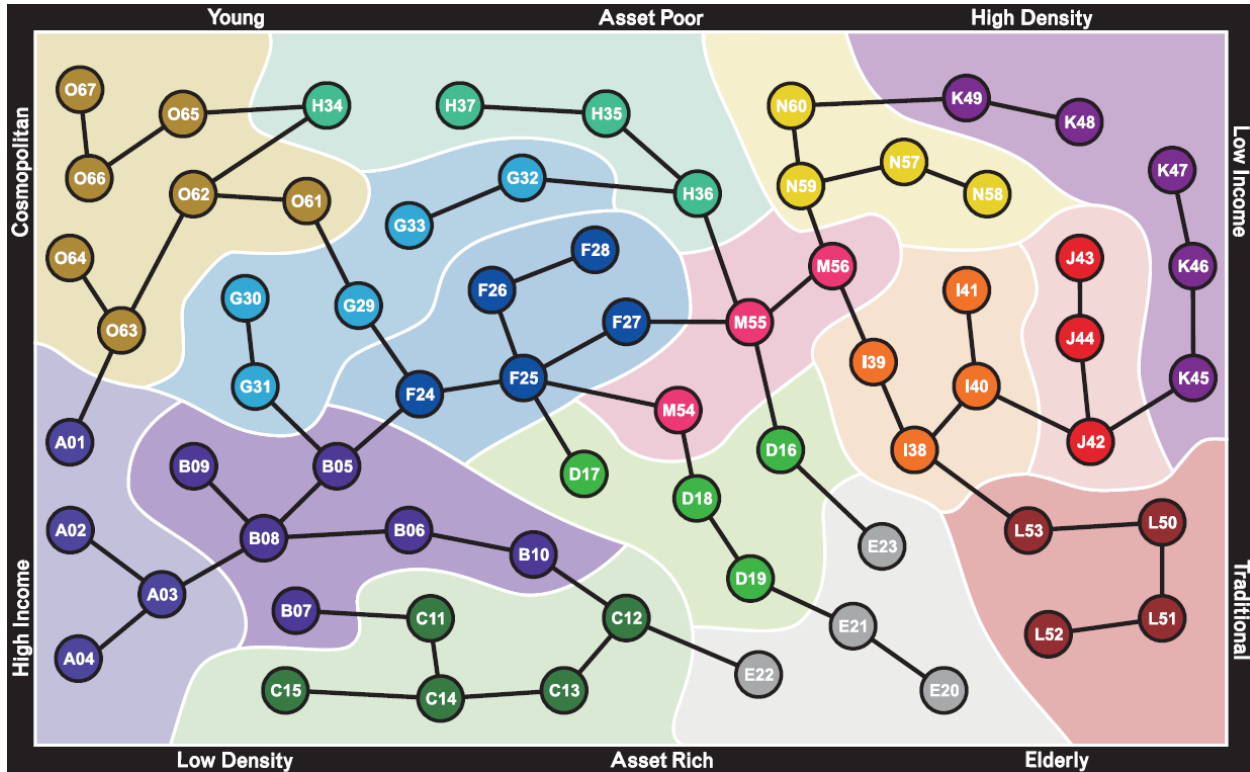 Young
Asset Poor
High Density
Cosmopolitan
High Income
Low Income
Traditional
O67
O65
H34
H37
H35
N60
K49
K48
O66
O62
O61
G32
H36
N59
N57
N58
K47
G33
O64
F28
M56
J43
K46
G30
G29
F26
I41
O63
F27
M55
J44
G31
F24
F25
I39
I40
K45
A01
M54
J42
B09
B05
D17
D16
I38
A02
B08
B06
D18
L53
L50
B10
E23
A03
D19
B07
C11
C12
E21
L52
L51
A04
C15
C14
C13
E22
E20
Low Density
Asset Rich
Elderly